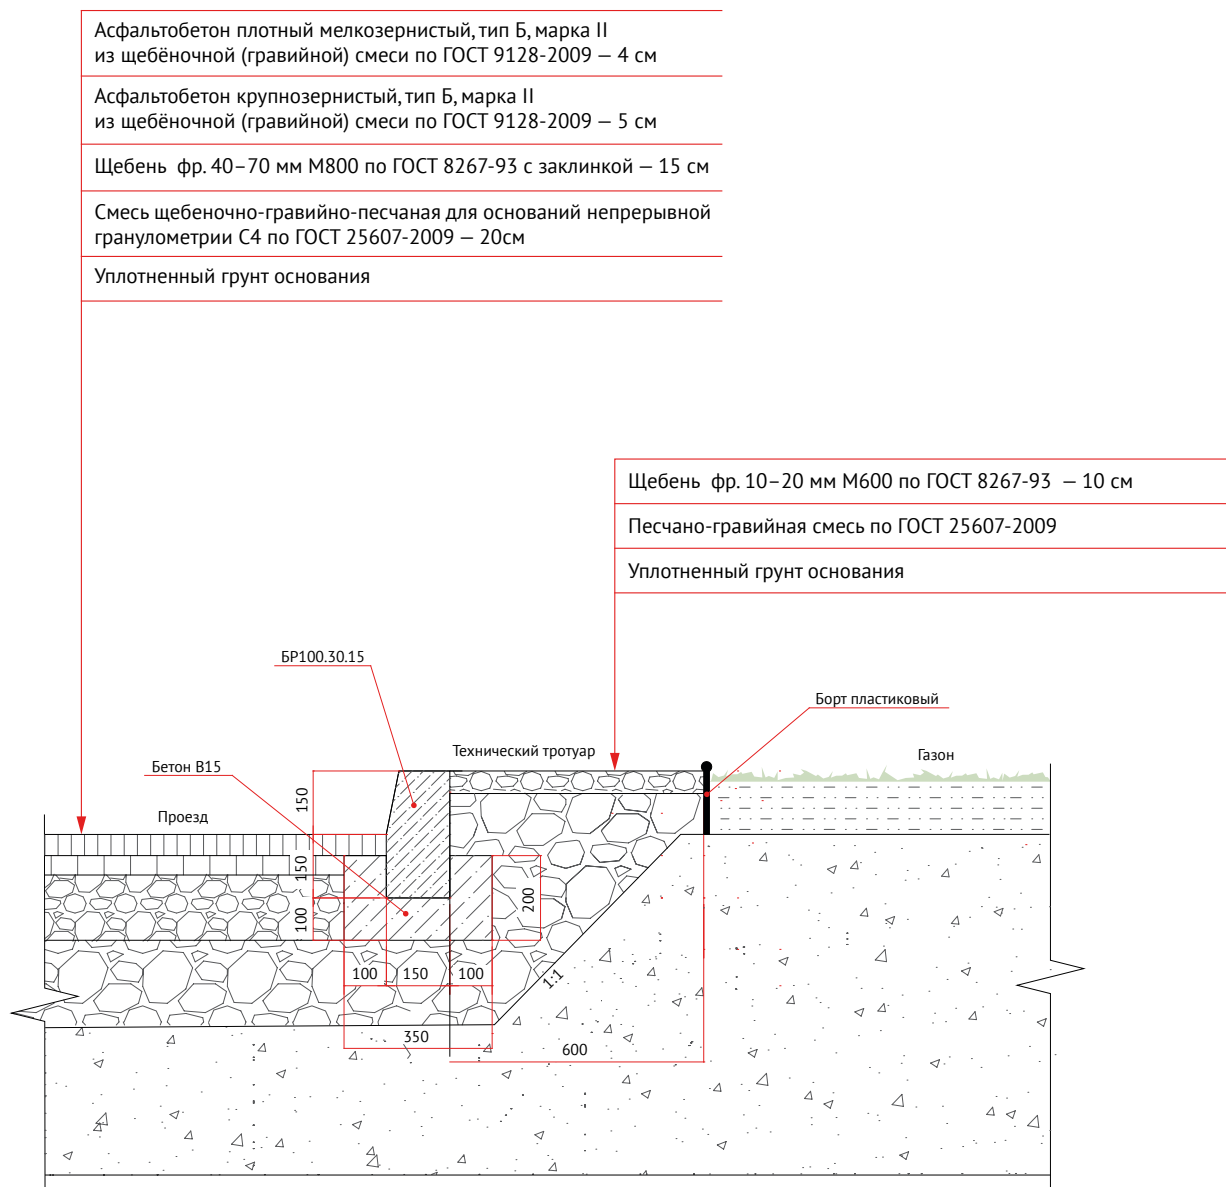 Асфальтобетон плотный мелкозернистый, тип Б, марка II
из щебёночной (гравийной) смеси по ГОСТ 9128-2009 — 4 см
Асфальтобетон крупнозернистый, тип Б, марка II
из щебёночной (гравийной) смеси по ГОСТ 9128-2009 — 5 см
Щебень фр. 40–70 мм М800 по ГОСТ 8267-93 с заклинкой — 15 см
Смесь щебеночно-гравийно-песчаная для оснований непрерывной
гранулометрии С4 по ГОСТ 25607-2009 — 20см
Уплотненный грунт основания
Щебень фр. 10–20 мм М600 по ГОСТ 8267-93 — 10 см
Песчано-гравийная смесь по ГОСТ 25607-2009
Уплотненный грунт основания
БР100.30.15
Борт пластиковый
Технический тротуар
Газон
Бетон В15
Проезд
150
150
100
200
100
150
100
1:1
350
600